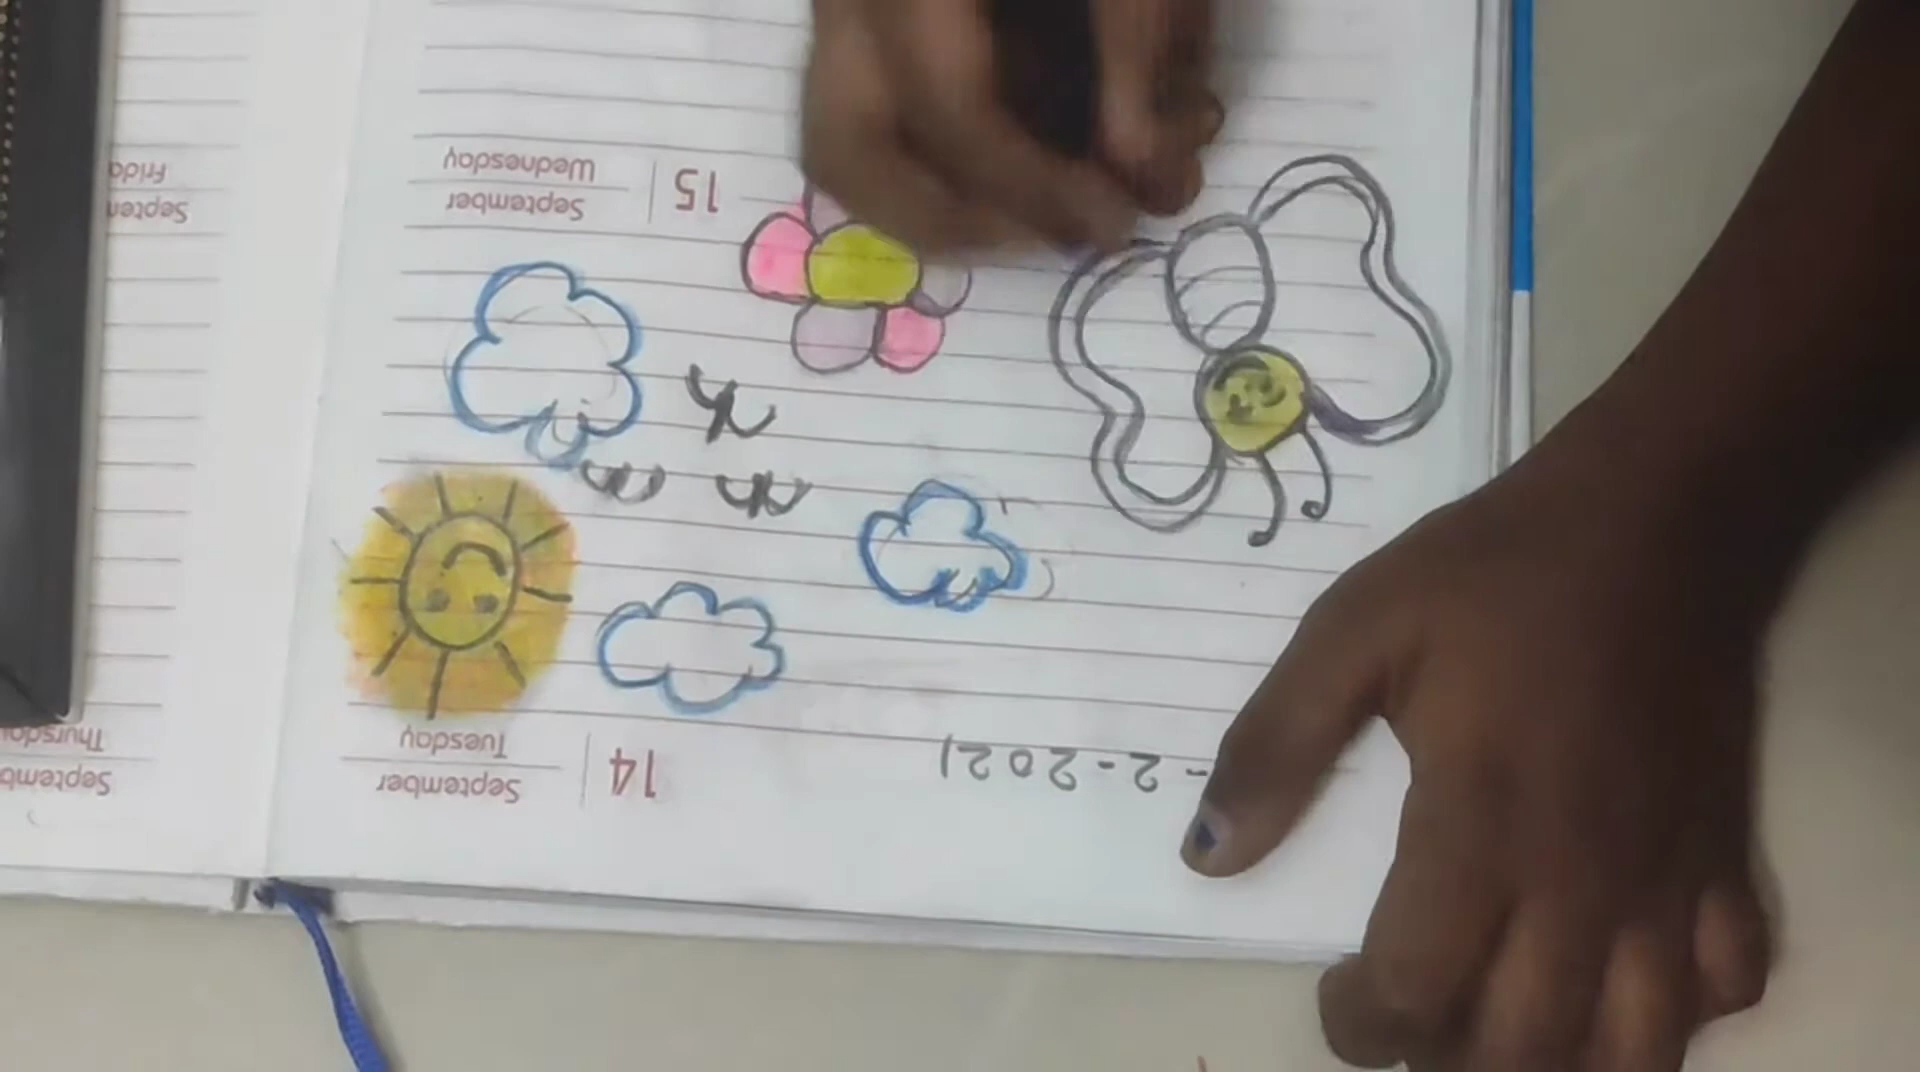 - 2 - 2021
14 September
Tuesday
15 September
Wednesday
September
Thursday
September
Friday